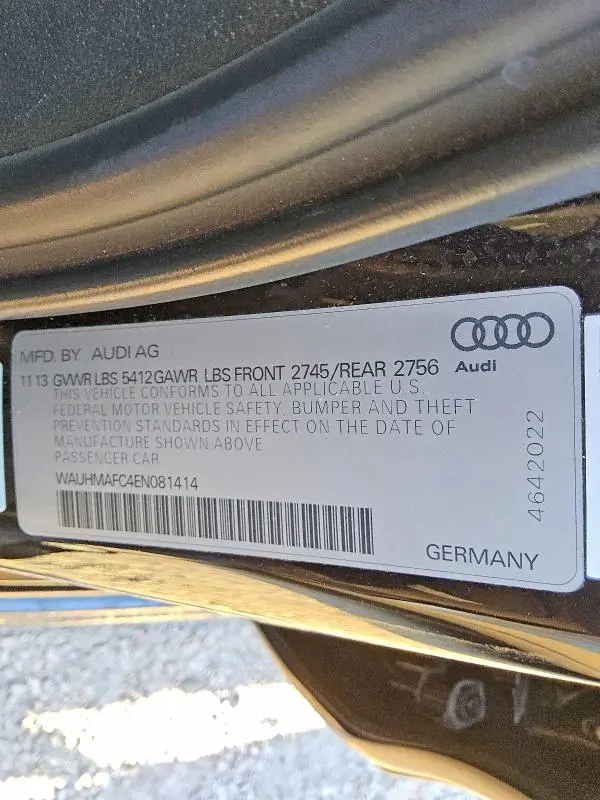 MFD. BY AUDI AG
11 13 GVWR LBS 5412 GAWR LBS FRONT 2745/REAR 2756
Audi
THIS VEHICLE CONFORMS TO ALL APPLICABLE U.S.
FEDERAL MOTOR VEHICLE SAFETY, BUMPER AND THEFT
PREVENTION STANDARDS IN EFFECT ON THE DATE OF
MANUFACTURE SHOWN ABOVE
PASSENGER CAR
WAUHMAFC4EN081414
4642022
GERMANY